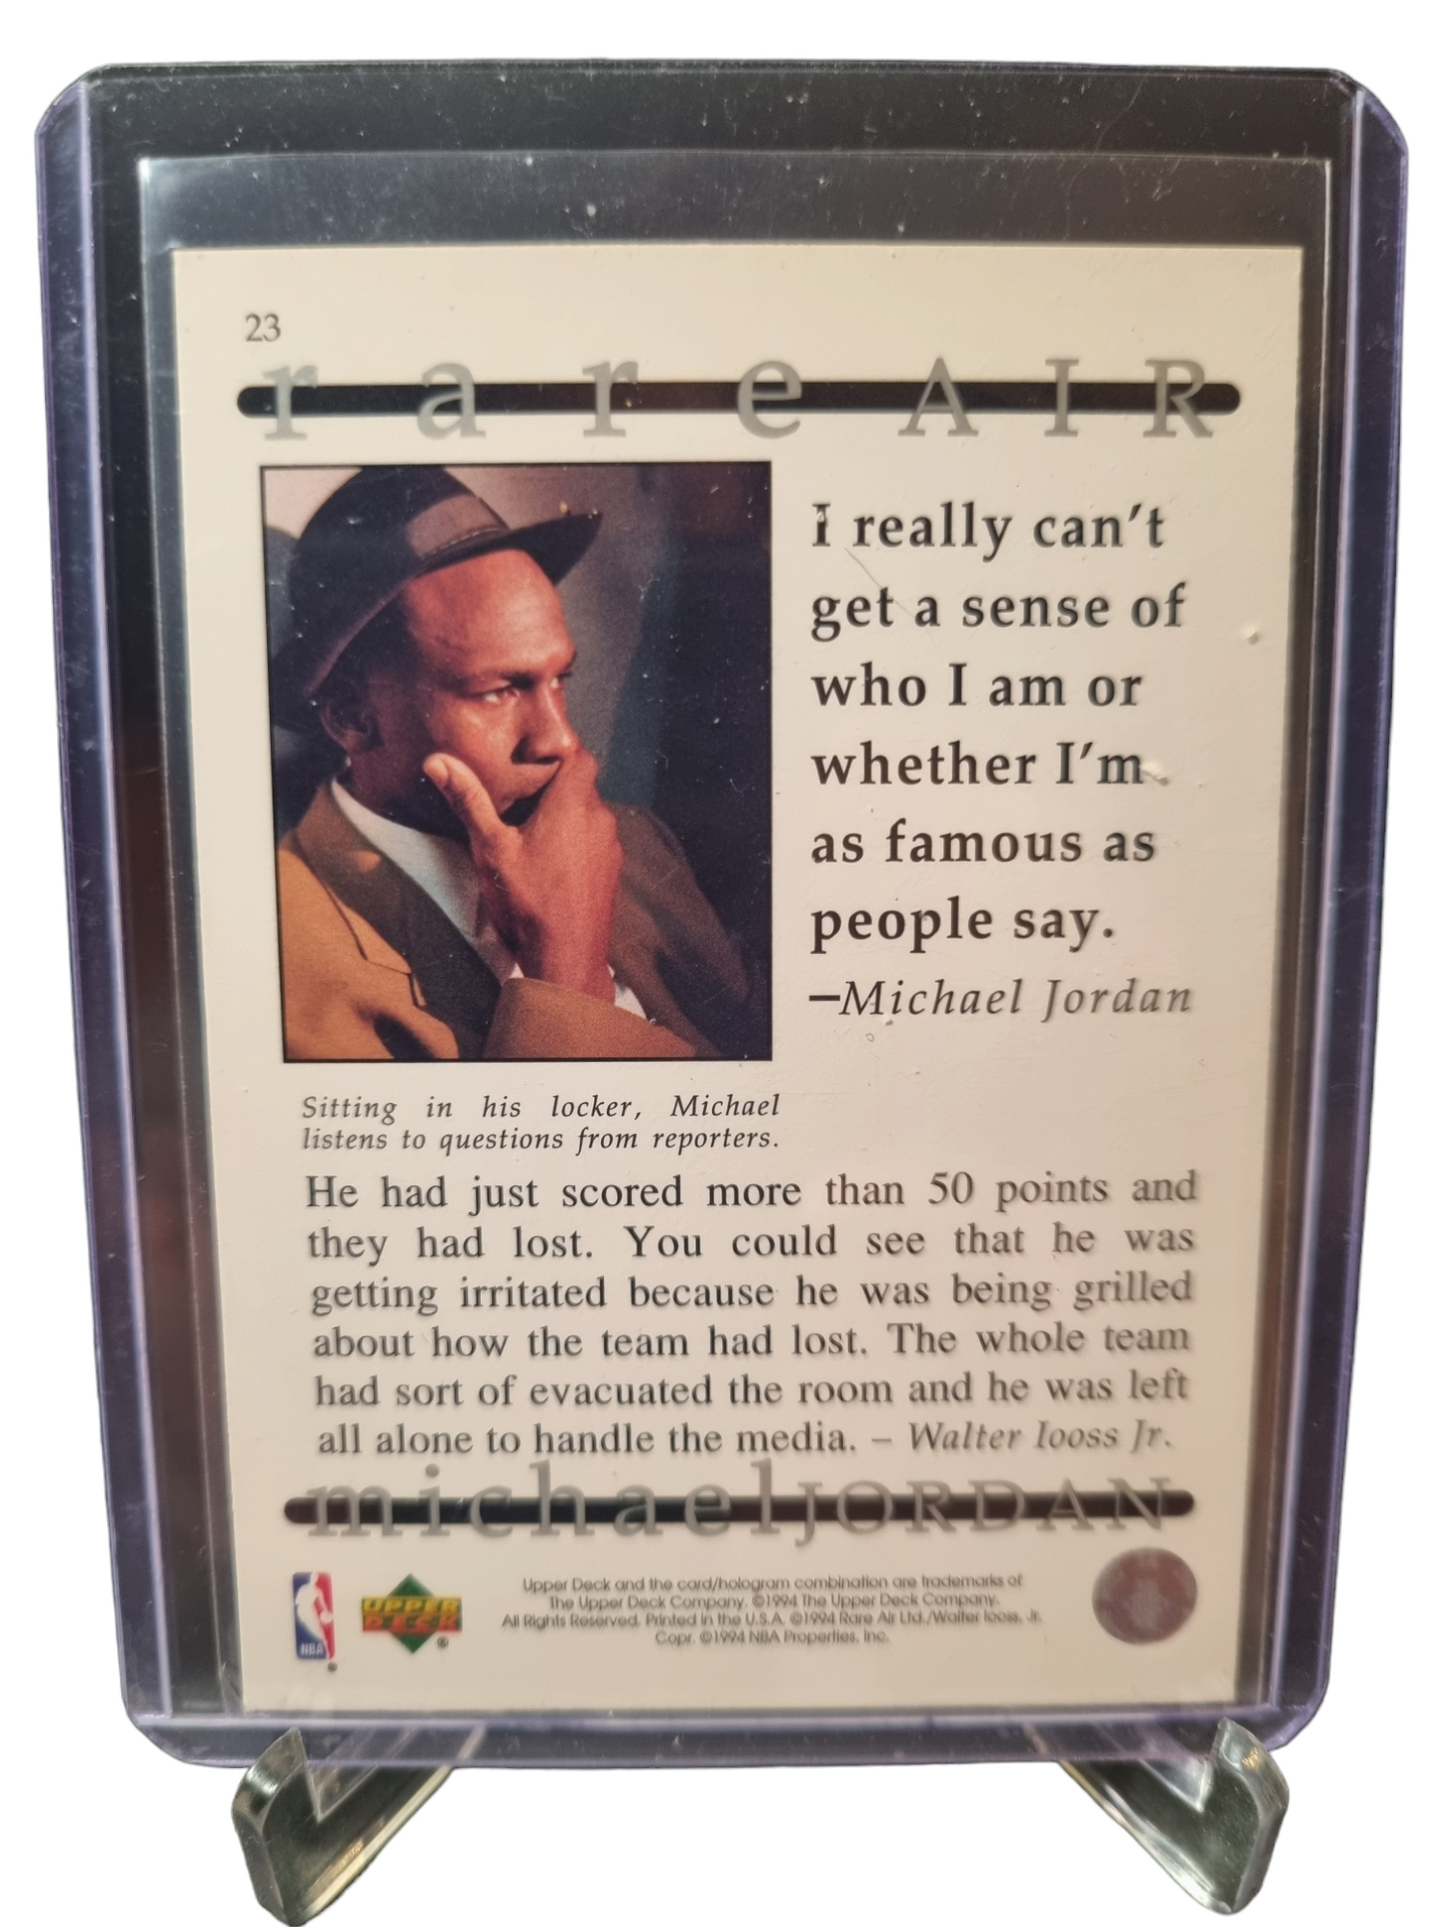 23
rare AIR
I really can't
get a sense of
who I am or
whether I'm
as famous as
people say.
—Michael Jordan
Sitting in his locker, Michael
listens to questions from reporters.
He had just scored more than 50 points and
they had lost. You could see that he was
getting irritated because he was being grilled
about how the team had lost. The whole team
had sort of evacuated the room and he was left
all alone to handle the media. – Walter Iooss Jr.
michaelJORDAN
NBA
®
UPPER
DECK
®
Upper Deck and the card/hologram combination are trademarks of
The Upper Deck Company. ©1994 The Upper Deck Company.
All Rights Reserved. Printed in the U.S.A. ©1994 Rare Air Ltd./Walter Iooss, Jr.
Copr. ©1994 NBA Properties, Inc.